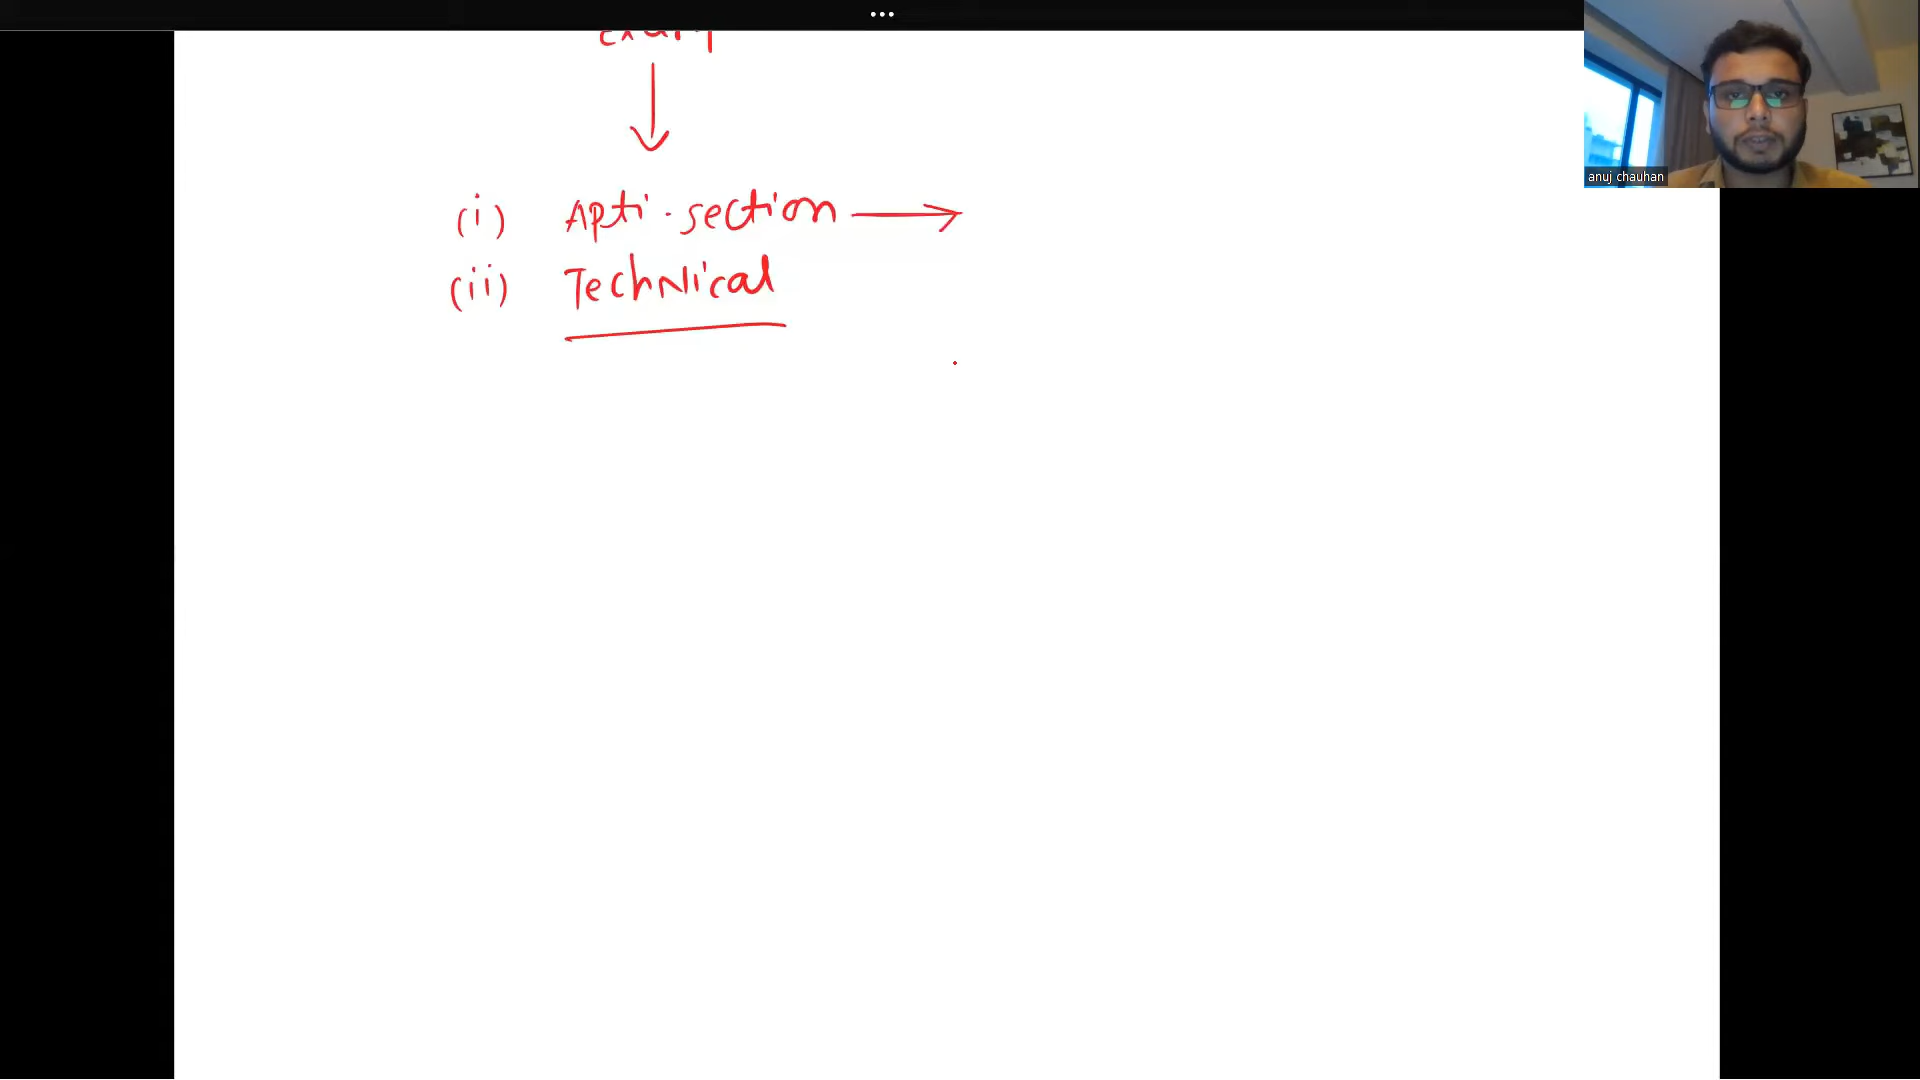 (i) Apti. section →
(ii) Technical
anuj chauhan